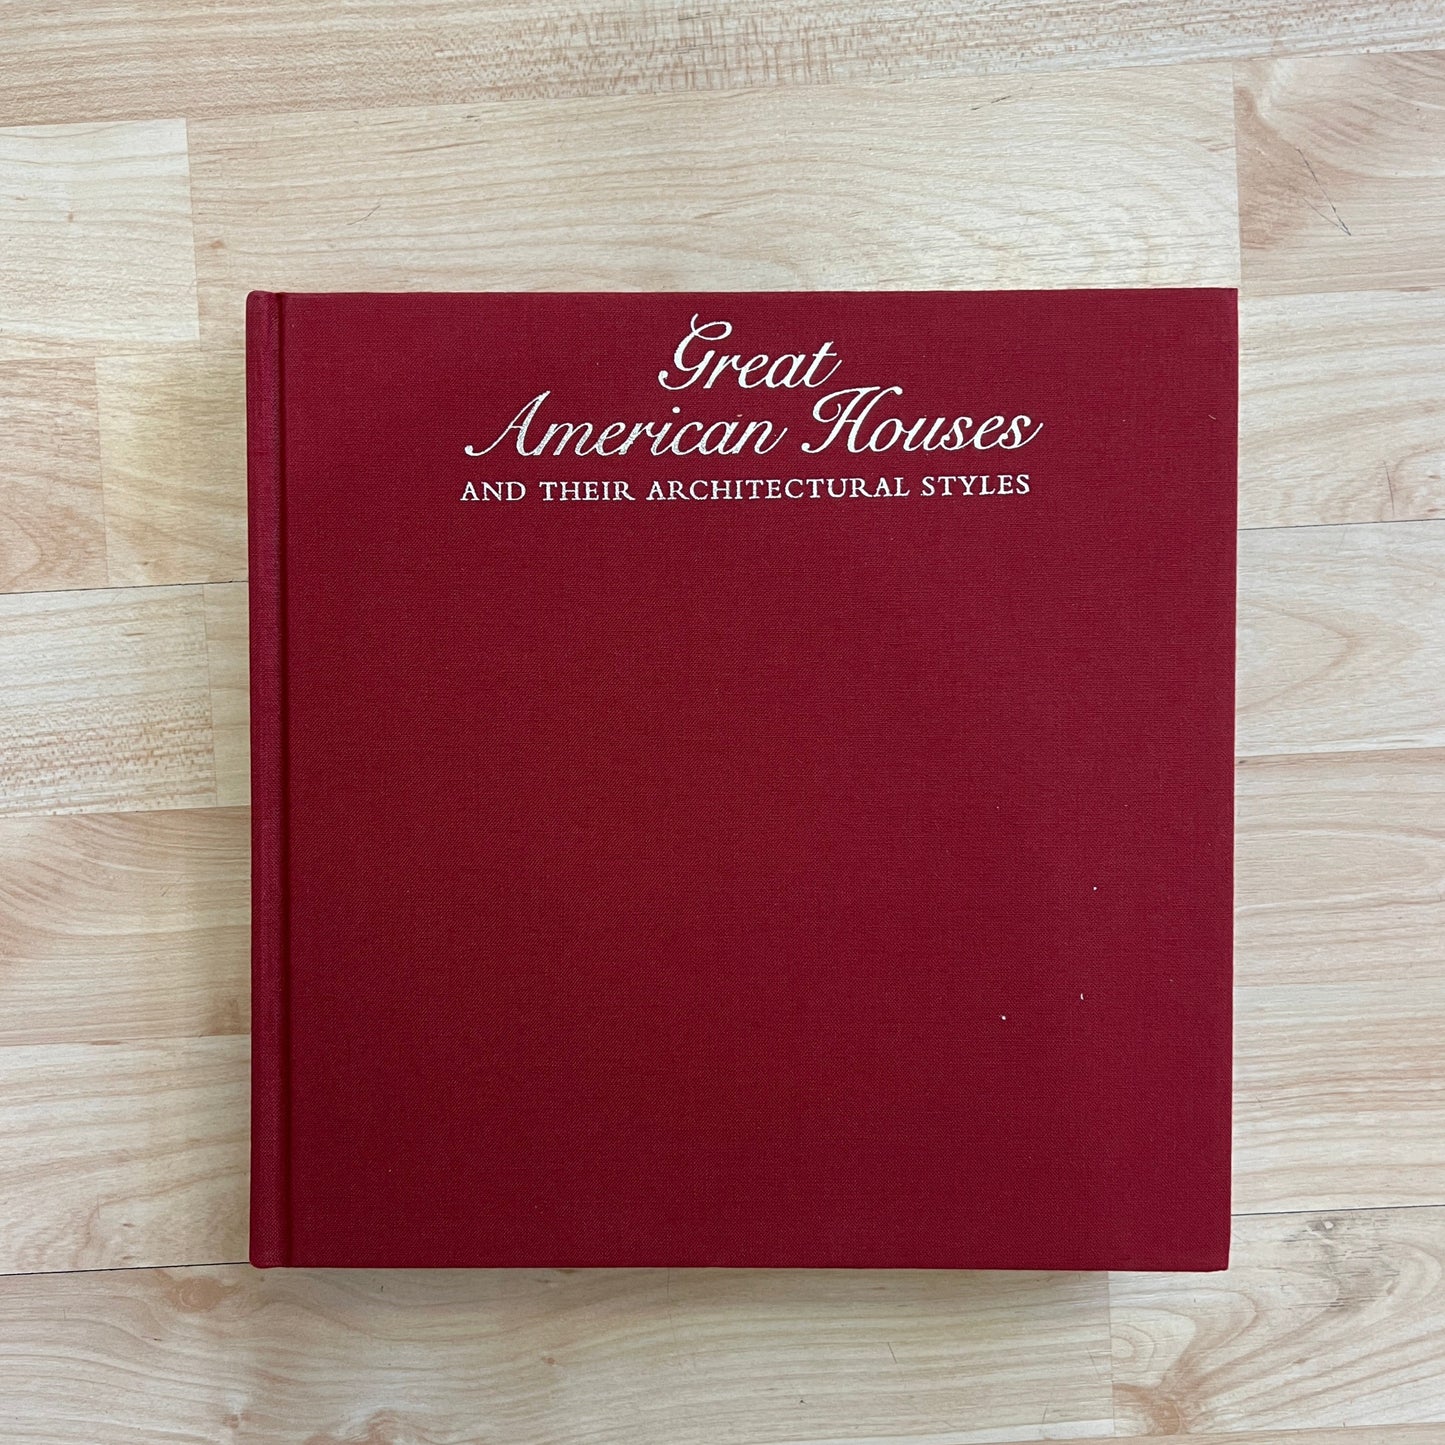 Great
American Houses
AND THEIR ARCHITECTURAL STYLES